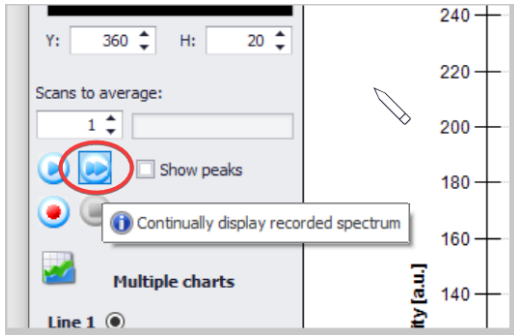 Y: 360 H: 20
Scans to average:
1
Show peaks
Continually display recorded spectrum
Multiple charts
Line 1
240
220
200
180
160
140
ity [a.u.]